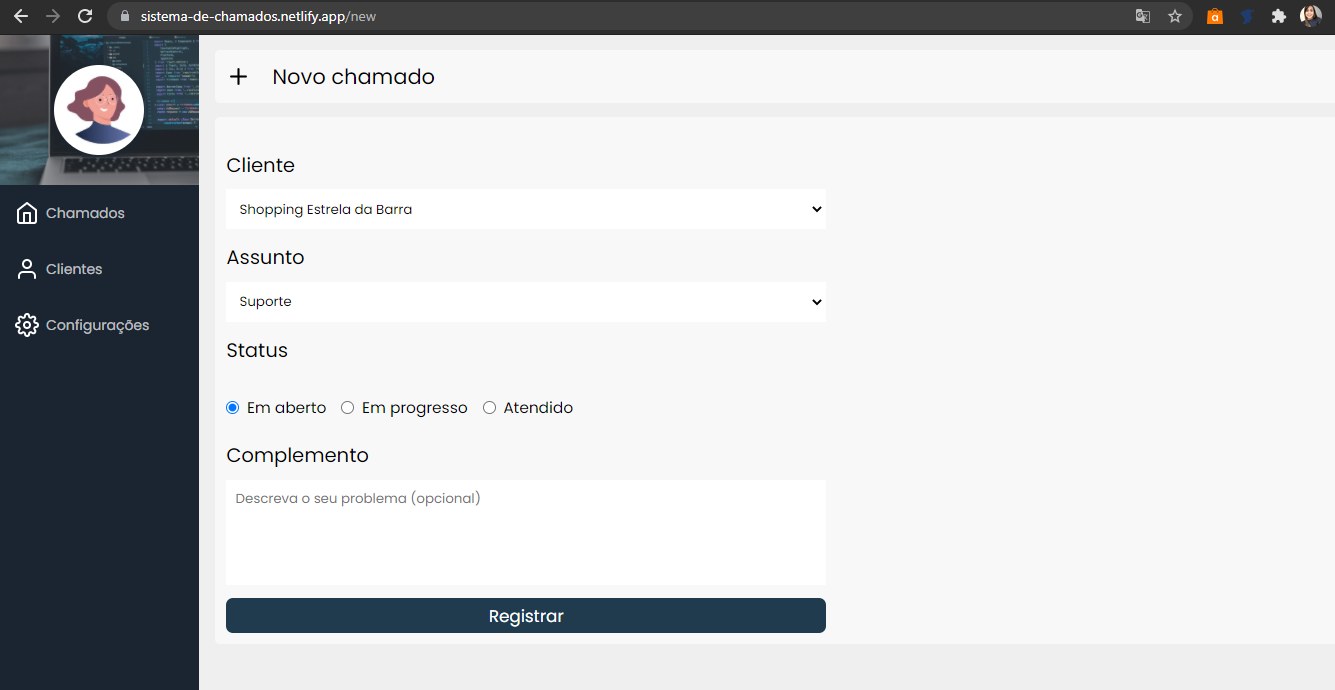 sistema-de-chamados.netlify.app/new
Novo chamado
Chamados
Clientes
Configurações
Cliente
Shopping Estrela da Barra
Assunto
Suporte
Status
Em aberto Em progresso Atendido
Complemento
Descreva o seu problema (opcional)
Registrar